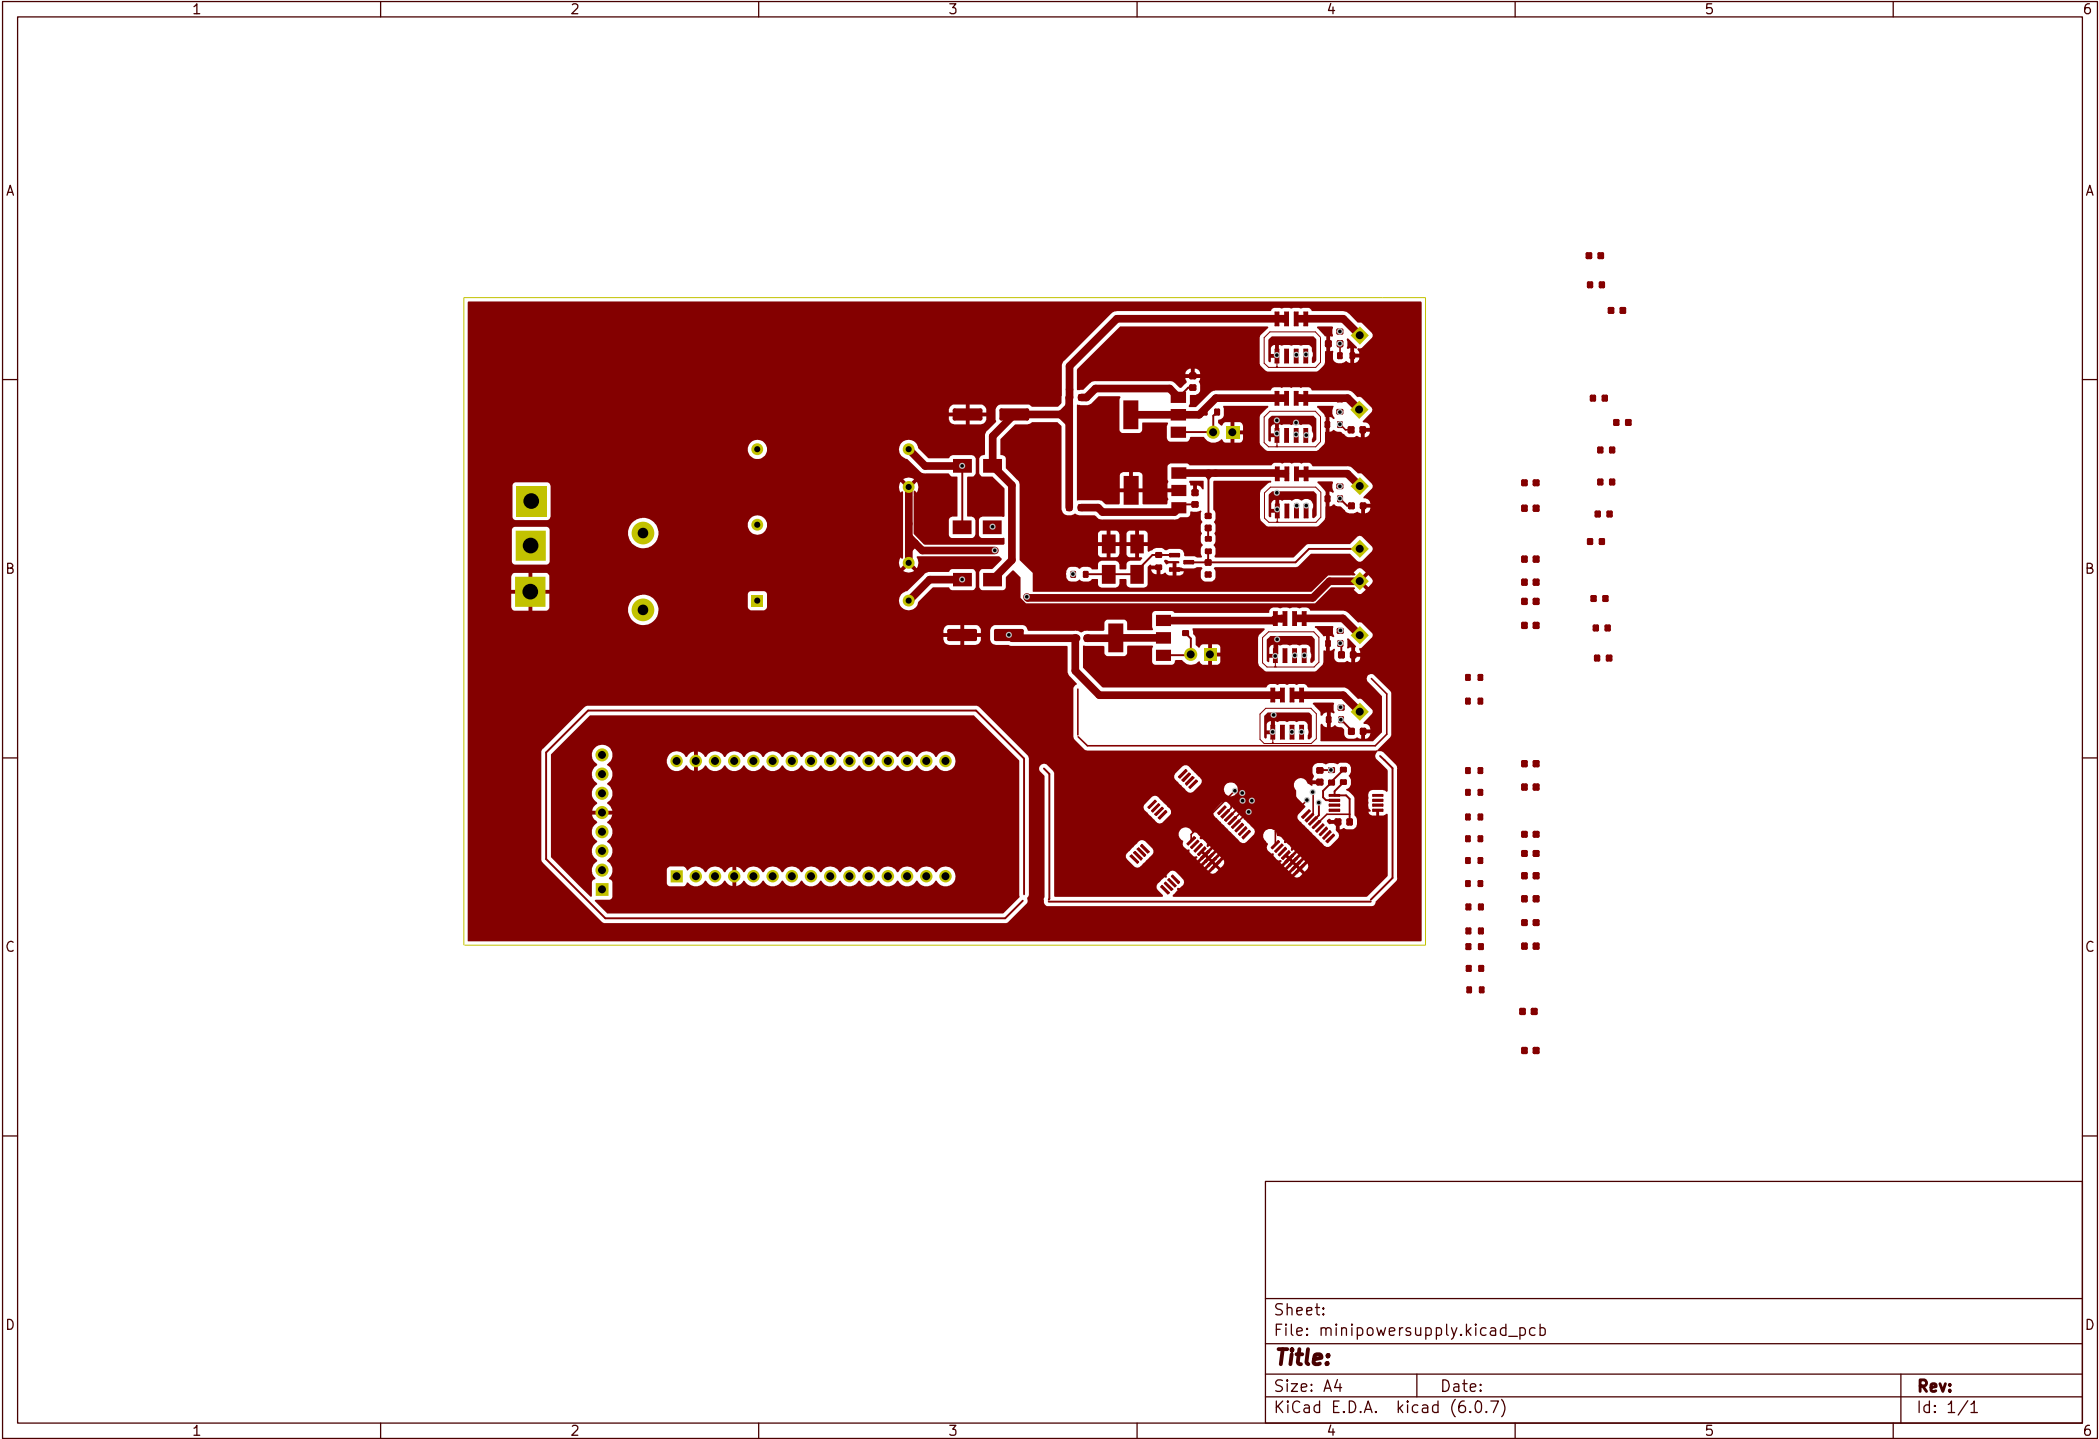 1 2 3 4 5 6
A A
B B
C C
D D
Sheet:
File: minipowersupply.kicad_pcb
Title:
Size: A4 Date: Rev:
KiCad E.D.A. kicad (6.0.7) Id: 1/1
1 2 3 4 5 6